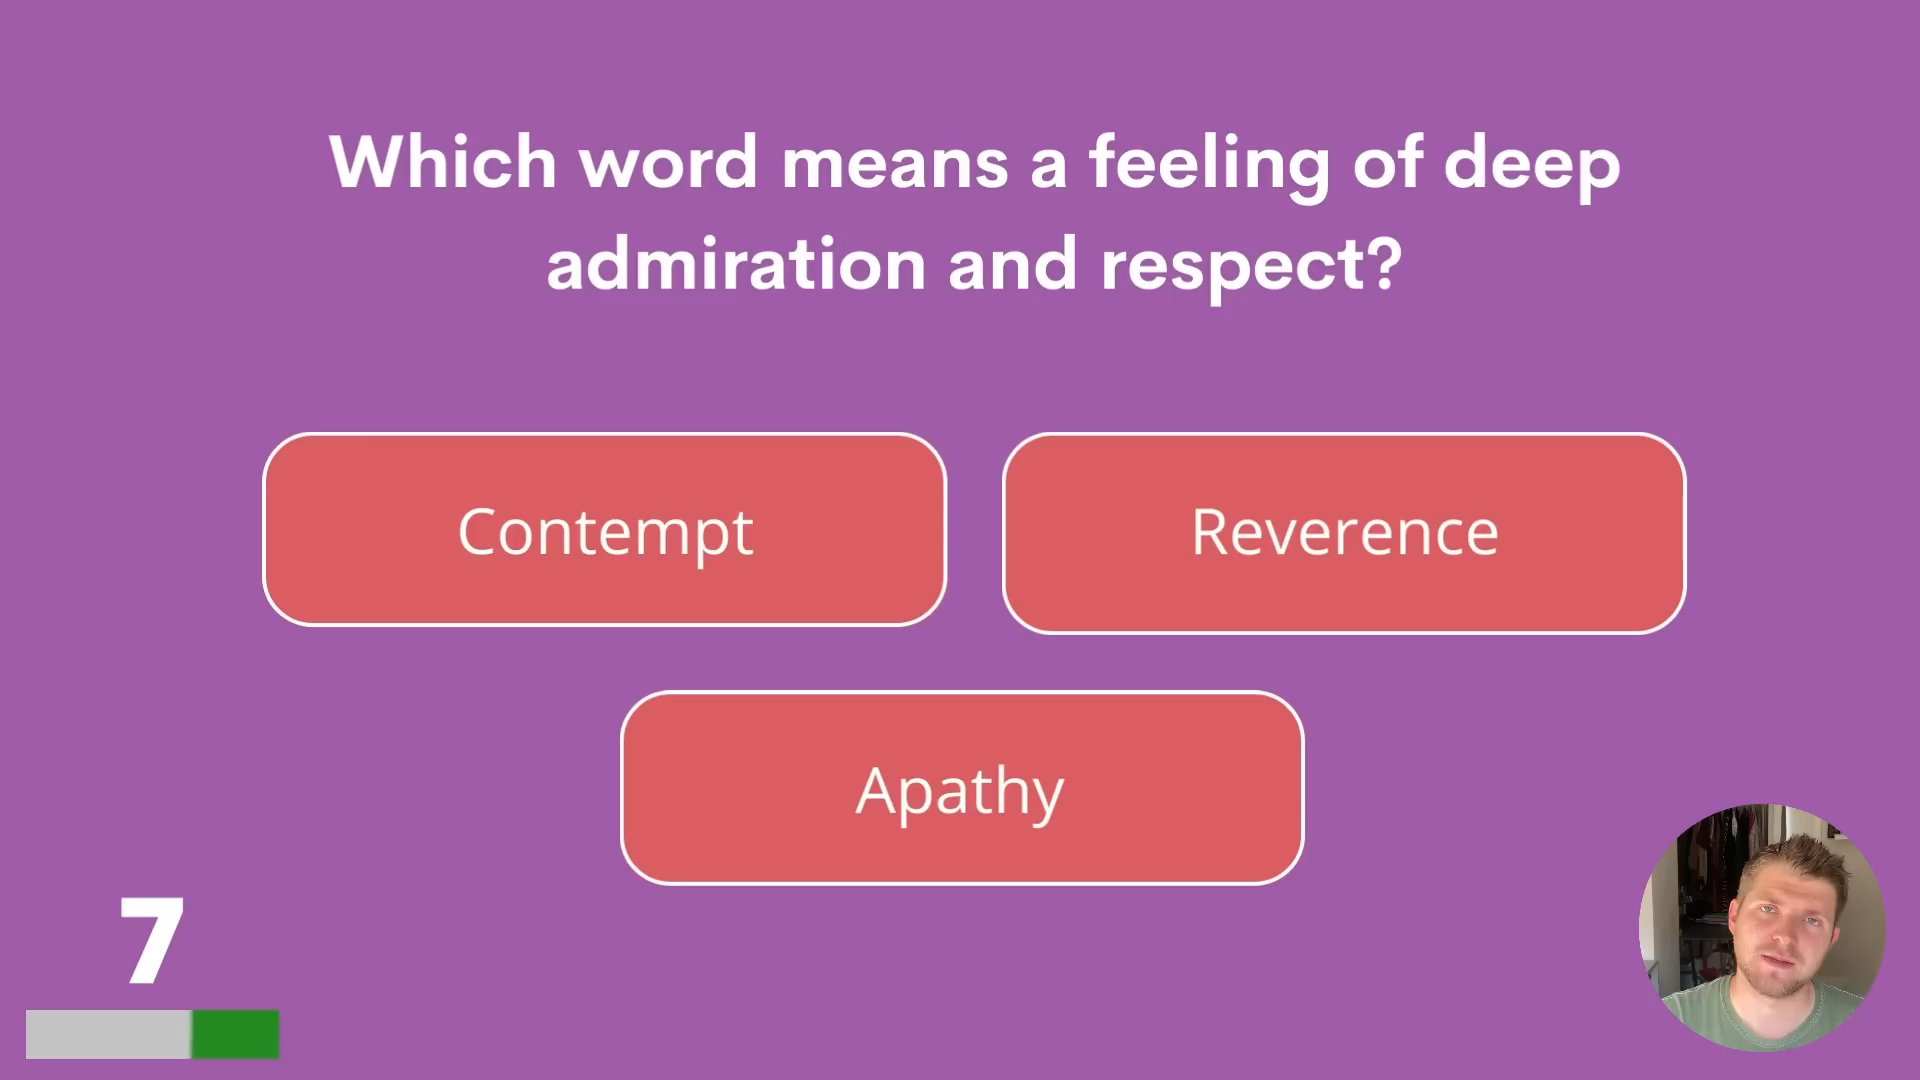 Which word means a feeling of deep
admiration and respect?
Contempt
Reverence
Apathy
7